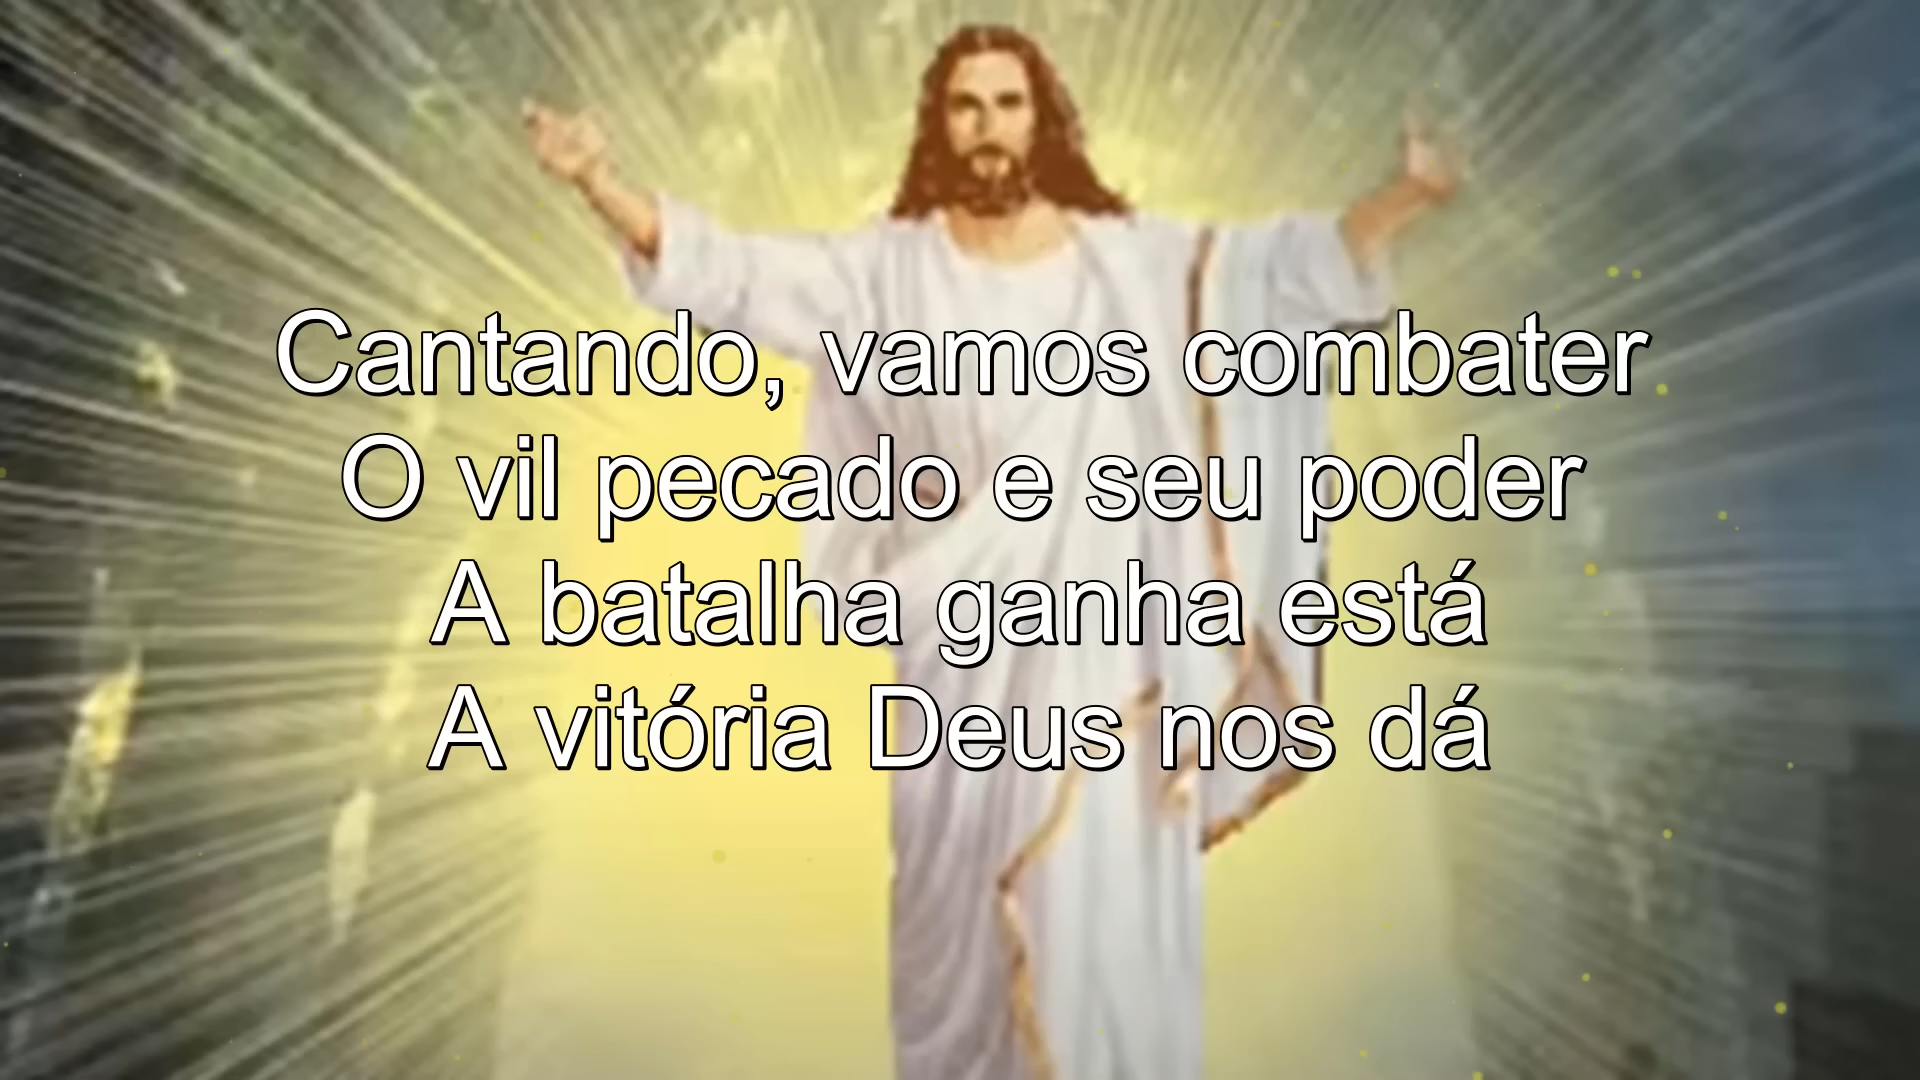 Cantando, vamos combater
O vil pecado e seu poder
A batalha ganha está
A vitória Deus nos dá